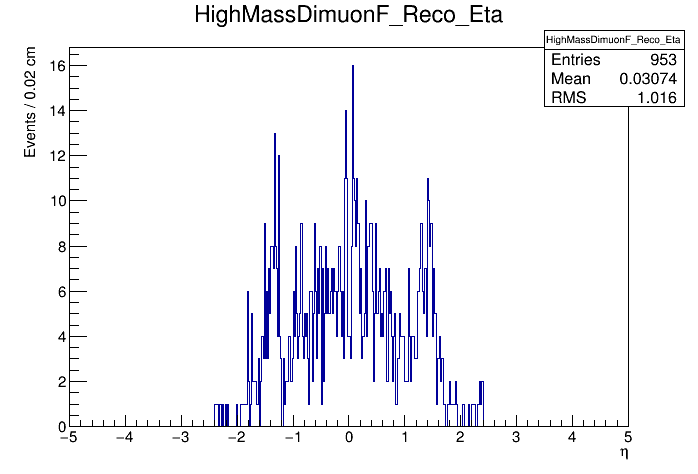 HighMassDimuonF_Reco_Eta
HighMassDimuonF_Reco_Eta
Entries 953
Mean 0.03074
RMS 1.016
Events / 0.02 cm
16
14
12
10
8
6
4
2
0
−5 −4 −3 −2 −1 0 1 2 3 4 5
η